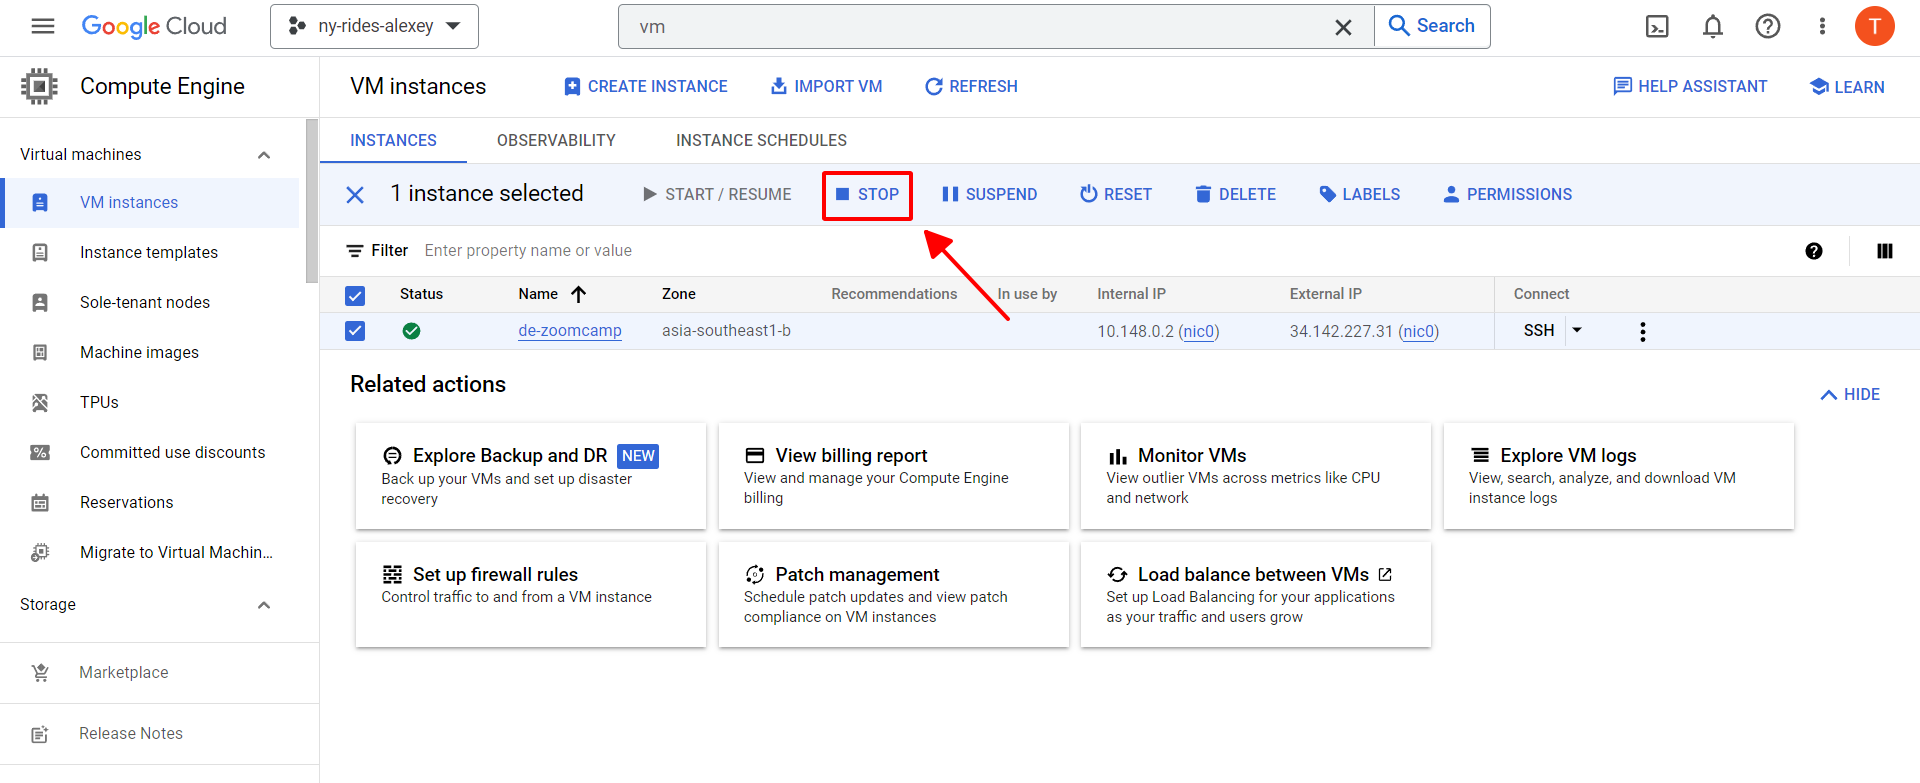 Google Cloud
ny-rides-alexey
vm
Search
T
Compute Engine
VM instances
CREATE INSTANCE
IMPORT VM
REFRESH
HELP ASSISTANT
LEARN
Virtual machines
VM instances
Instance templates
Sole-tenant nodes
Machine images
TPUs
Committed use discounts
Reservations
Migrate to Virtual Machin...
Storage
Marketplace
Release Notes
INSTANCES
OBSERVABILITY
INSTANCE SCHEDULES
1 instance selected
START / RESUME
STOP
SUSPEND
RESET
DELETE
LABELS
PERMISSIONS
Filter
Enter property name or value
Status
Name
Zone
Recommendations
In use by
Internal IP
External IP
Connect
de-zoomcamp
asia-southeast1-b
10.148.0.2 (nic0)
34.142.227.31 (nic0)
SSH
Related actions
HIDE
Explore Backup and DR NEW
Back up your VMs and set up disaster
recovery
View billing report
View and manage your Compute Engine
billing
Monitor VMs
View outlier VMs across metrics like CPU
and network
Explore VM logs
View, search, analyze, and download VM
instance logs
Set up firewall rules
Control traffic to and from a VM instance
Patch management
Schedule patch updates and view patch
compliance on VM instances
Load balance between VMs
Set up Load Balancing for your applications
as your traffic and users grow